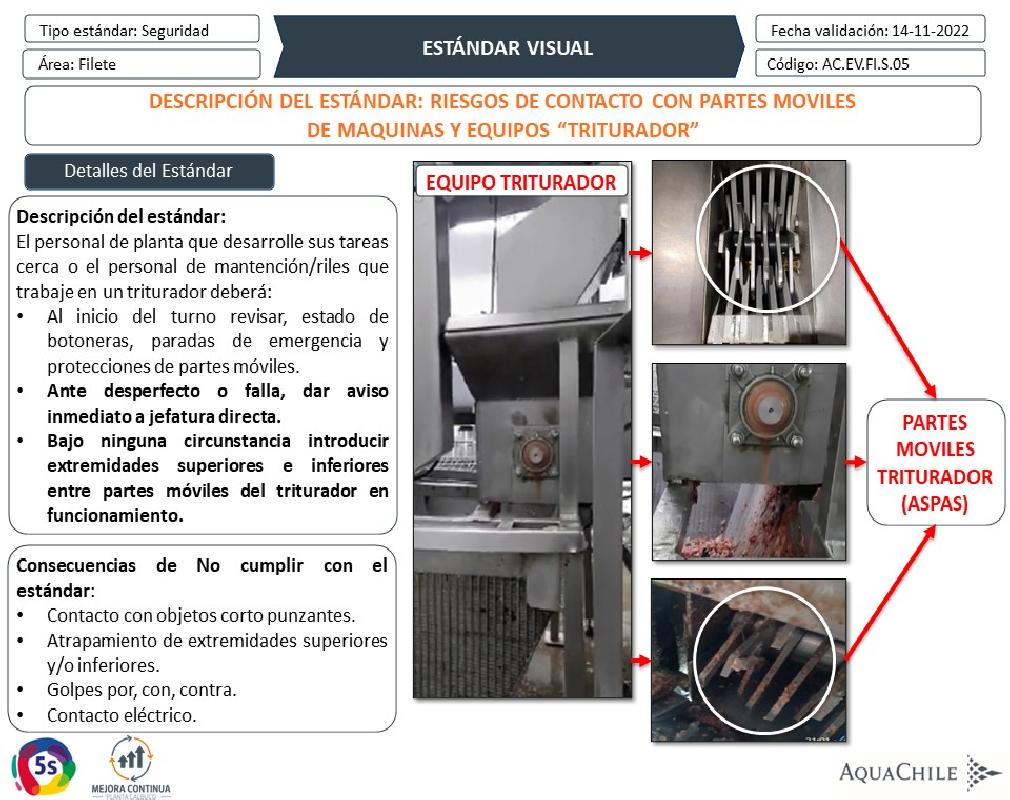 Tipo estándar: Seguridad
Área: Filete
ESTÁNDAR VISUAL
Fecha validación: 14-11-2022
Código: AC.EV.FI.S.05
DESCRIPCIÓN DEL ESTÁNDAR: RIESGOS DE CONTACTO CON PARTES MOVILES
DE MAQUINAS Y EQUIPOS “TRITURADOR”
Detalles del Estándar
Descripción del estándar:
El personal de planta que desarrolle sus tareas
cerca o el personal de mantención/riles que
trabaje en un triturador deberá:
• Al inicio del turno revisar, estado de
botoneras, paradas de emergencia y
protecciones de partes móviles.
• Ante desperfecto o falla, dar aviso
inmediato a jefatura directa.
• Bajo ninguna circunstancia introducir
extremidades superiores e inferiores
entre partes móviles del triturador en
funcionamiento.
Consecuencias de No cumplir con el
estándar:
• Contacto con objetos corto punzantes.
• Atrapamiento de extremidades superiores
y/o inferiores.
• Golpes por, con, contra.
• Contacto eléctrico.
EQUIPO TRITURADOR
PARTES
MOVILES
TRITURADOR
(ASPAS)
5s
MEJORA CONTINUA
PLANTA CALBUCO
AQUACHILE